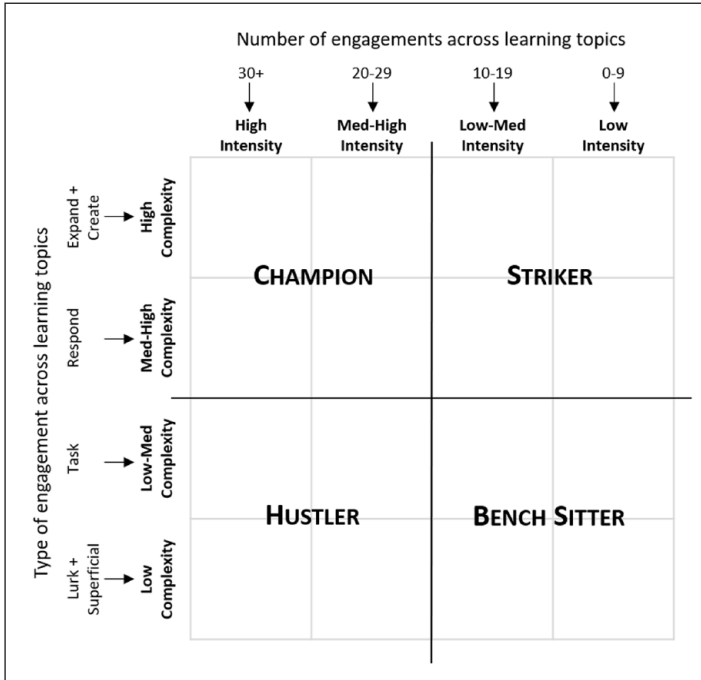 Number of engagements across learning topics
30+
20-29
10-19
0-9
High
Intensity
Med-High
Intensity
Low-Med
Intensity
Low
Intensity
Type of engagement across learning topics
Expand +
Create
High
Complexity
CHAMPION
STRIKER
Respond
Med-High
Complexity
Task
Low-Med
Complexity
HUSTLER
BENCH SITTER
Lurk +
Superficial
Low
Complexity